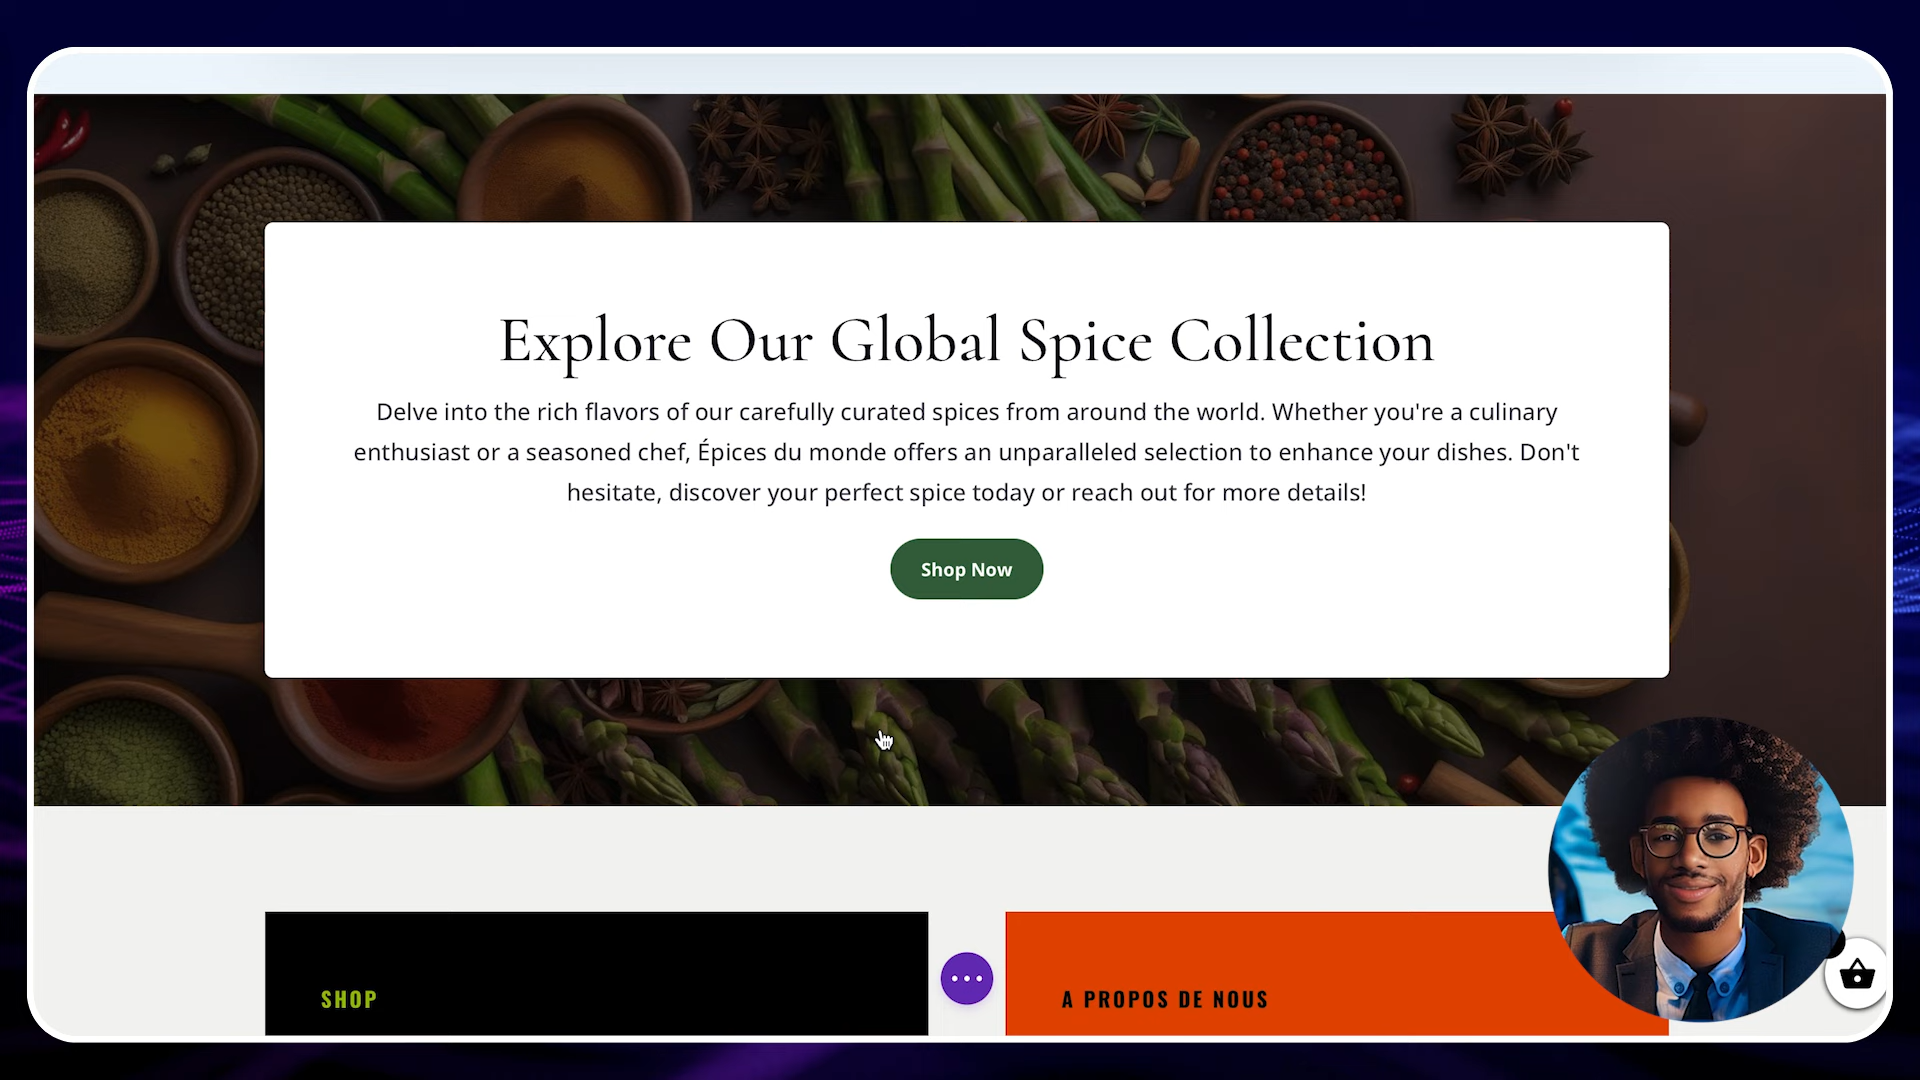 Explore Our Global Spice Collection
Delve into the rich flavors of our carefully curated spices from around the world. Whether you're a culinary
enthusiast or a seasoned chef, Épices du monde offers an unparalleled selection to enhance your dishes. Don't
hesitate, discover your perfect spice today or reach out for more details!
Shop Now
SHOP
A PROPOS DE NOUS